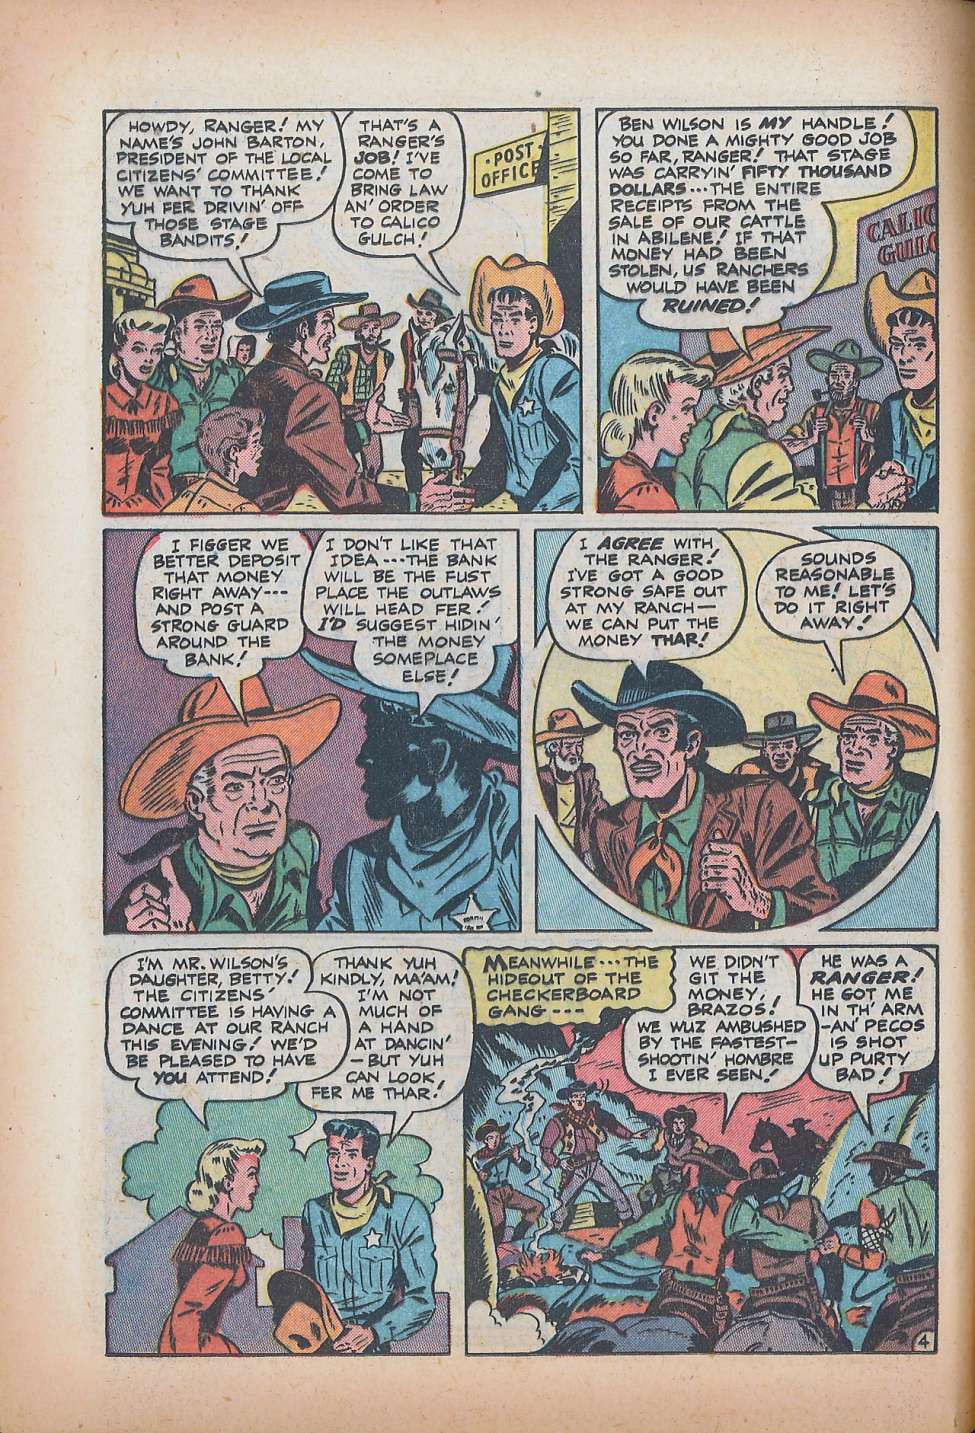 HOWDY, RANGER! MY
NAME'S JOHN BARTON,
PRESIDENT OF THE LOCAL
CITIZENS' COMMITTEE!
WE WANT TO THANK
YUH FER DRIVIN' OFF
THOSE STAGE
BANDITS!
THAT'S A
RANGER'S
JOB! I'VE
COME TO
BRING LAW
AN' ORDER
TO CALICO
GULCH!
POST
OFFICE
BEN WILSON IS MY HANDLE!
YOU DONE A MIGHTY GOOD JOB
SO FAR, RANGER! THAT STAGE
WAS CARRYIN' FIFTY THOUSAND
DOLLARS---THE ENTIRE
RECEIPTS FROM THE
SALE OF OUR CATTLE
IN ABILENE! IF THAT
MONEY HAD BEEN
STOLEN, US RANCHERS
WOULD HAVE BEEN
RUINED!
CALIC
GULC
I FIGGER WE
BETTER DEPOSIT
THAT MONEY
RIGHT AWAY---
AND POST A
STRONG GUARD
AROUND THE
BANK!
I DON'T LIKE THAT
IDEA---THE BANK
WILL BE THE FUST
PLACE THE OUTLAWS
WILL HEAD FER!
I'D SUGGEST HIDIN'
THE MONEY
SOMEPLACE
ELSE!
I AGREE WITH
THE RANGER!
I'VE GOT A GOOD
STRONG SAFE OUT
AT MY RANCH—
WE CAN PUT THE
MONEY THAR!
SOUNDS
REASONABLE
TO ME! LET'S
DO IT RIGHT
AWAY!
I'M MR. WILSON'S
DAUGHTER, BETTY!
THE CITIZENS'
COMMITTEE IS HAVING A
DANCE AT OUR RANCH
THIS EVENING! WE'D
BE PLEASED TO HAVE
YOU ATTEND!
THANK YUH
KINDLY, MA'AM!
I'M NOT
MUCH OF
A HAND
AT DANCIN'
—BUT YUH
CAN LOOK
FER ME THAR!
MEANWHILE---THE
HIDEOUT OF THE
CHECKERBOARD
GANG---
WE DIDN'T
GIT THE
MONEY,
BRAZOS!
WE WUZ AMBUSHED
BY THE FASTEST-
SHOOTIN' HOMBRE
I EVER SEEN!
HE WAS A
RANGER!
HE GOT ME
IN TH' ARM
-AN' PECOS
IS SHOT
UP PURTY
BAD!
4